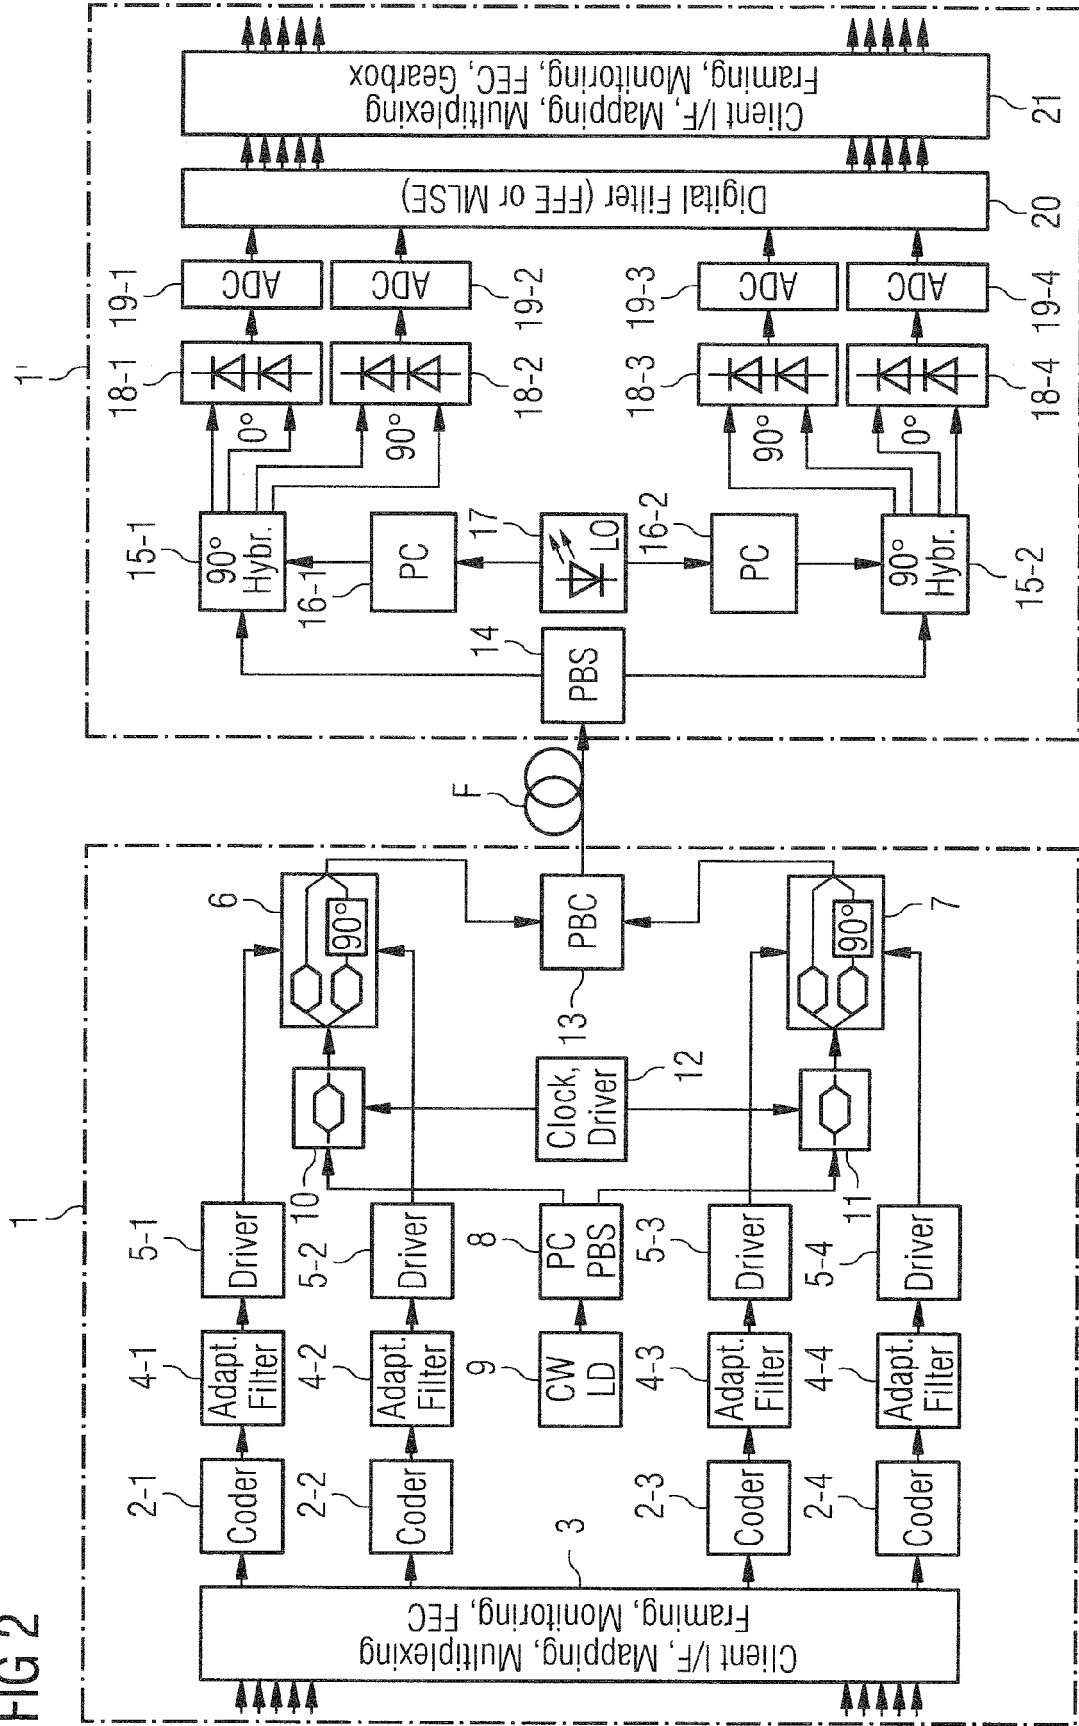 FIG 2
1
Client I/F, Mapping, Multiplexing
Framing, Monitoring, FEC
3
2-1
Coder
2-2
Coder
2-3
Coder
2-4
Coder
4-1
Adapt.
Filter
4-2
Adapt.
Filter
9
CW
LD
4-3
Adapt.
Filter
4-4
Adapt.
Filter
5-1
Driver
5-2
Driver
8
PC
PBS
5-3
Driver
5-4
Driver
10
Clock,
Driver
12
11
6
90°
13
PBC
7
90°
F
1'
14
PBS
15-1
90°
Hybr.
16-1
PC
17
LO
16-2
PC
90°
Hybr.
15-2
0°
90°
90°
0°
18-1
18-2
18-3
18-4
19-1
ADC
ADC
19-2
19-3
ADC
ADC
19-4
Digital Filter (FFE or MLSE)
20
Client I/F, Mapping, Multiplexing
Framing, Monitoring, FEC, Gearbox
21